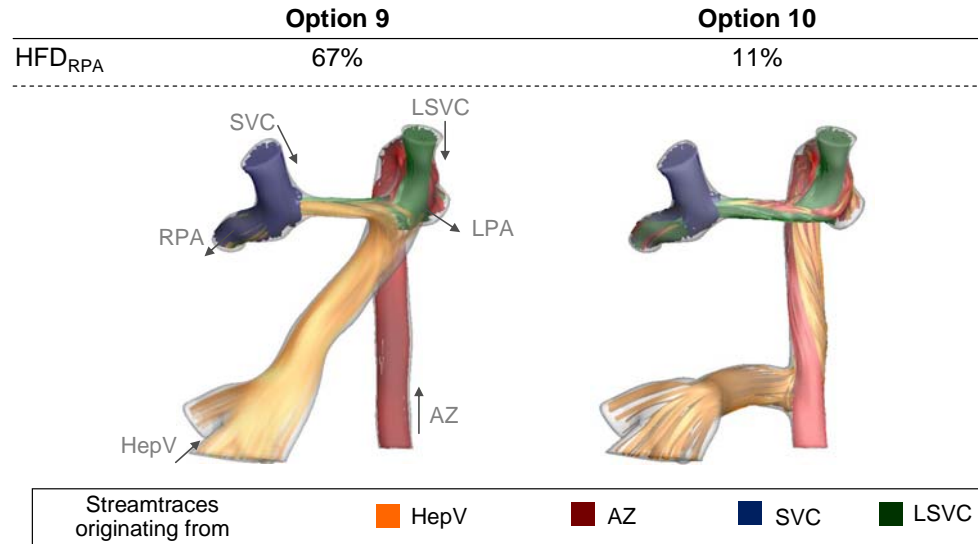 Option 9 Option 10
HFDRPA 67% 11%
LSVC
SVC
RPA
LPA
AZ
HepV
Streamtraces
originating from
HepV AZ SVC LSVC